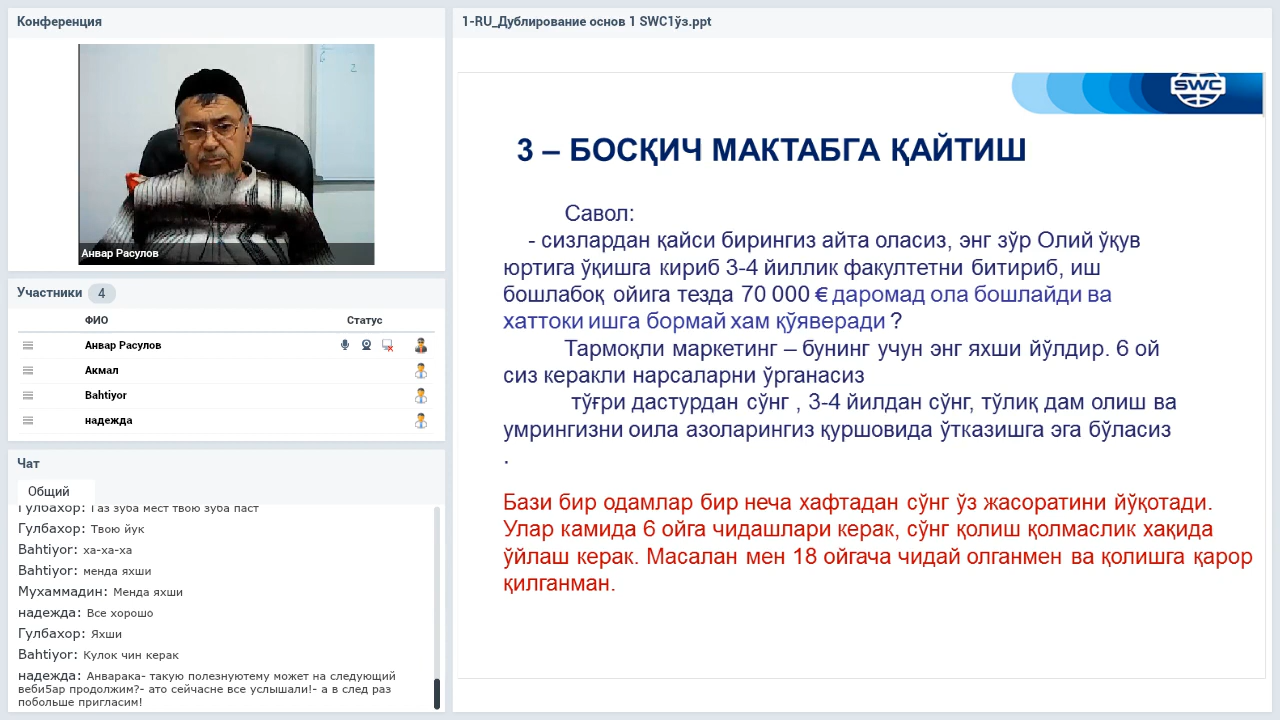 Конференция
Анвар Расулов
Участники 4
ФИО Статус
Анвар Расулов
Акмал
Bahtiyor
надежда
Чат
Общий
Гулбахор: Газ зуба мест твою зуба паст
Гулбахор: Твою йук
Bahtiyor: ха-ха-ха
Bahtiyor: менда яхши
Мухаммадин: Менда яхши
надежда: Все хорошо
Гулбахор: Яхши
Bahtiyor: Кулок чин керак
надежда: Анварака- такую полезнуютему может на следующий
веби5ар продолжим?- ато сейчасне все услышали!- а в след раз
побольше пригласим!
1-RU_Дублирование основ 1 SWC1ўз.ppt
SWC
3 – БОСҚИЧ МАКТАБГА ҚАЙТИШ
Савол:
- сизлардан қайси бирингиз айта оласиз, энг зўр Олий ўқув
юртига ўқишга кириб 3-4 йиллик факултетни битириб, иш
бошлабоқ ойига тезда 70 000 € даромад ола бошлайди ва
хаттоки ишга бормай хам қўяверади ?
Тармоқли маркетинг – бунинг учун энг яхши йўлдир. 6 ой
сиз керакли нарсаларни ўрганасиз
тўғри дастурдан сўнг , 3-4 йилдан сўнг, тўлиқ дам олиш ва
умрингизни оила азоларингиз қуршовида ўтказишга эга бўласиз
.
Бази бир одамлар бир неча хафтадан сўнг ўз жасоратини йўқотади.
Улар камида 6 ойга чидашлари керак, сўнг қолиш қолмаслик хақида
ўйлаш керак. Масалан мен 18 ойгача чидай олганмен ва қолишга қарор
қилганман.